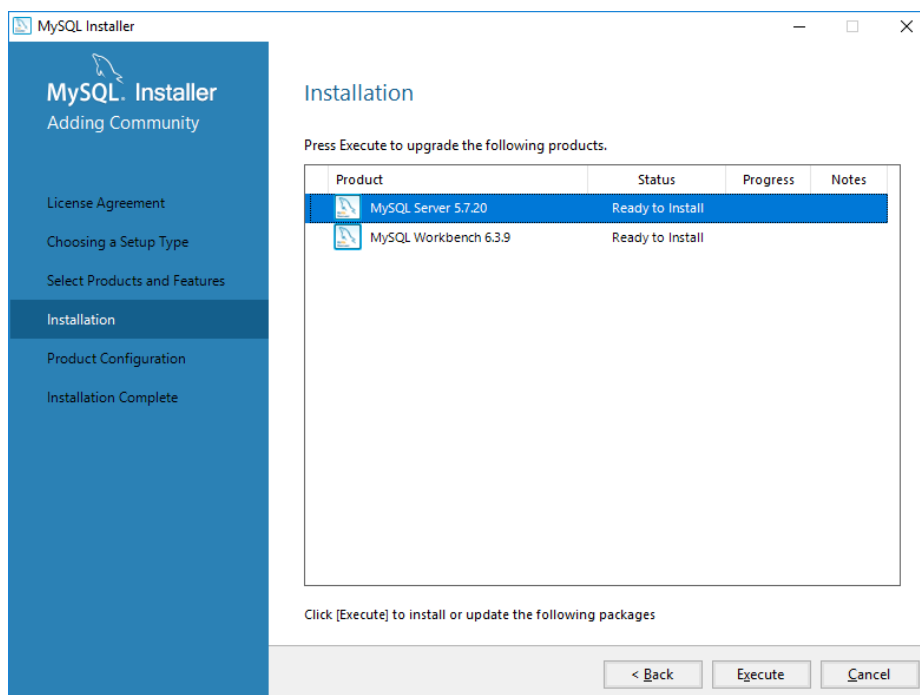 MySQL Installer
MySQL. Installer
Adding Community
License Agreement
Choosing a Setup Type
Select Products and Features
Installation
Product Configuration
Installation Complete
Installation
Press Execute to upgrade the following products.
Product Status Progress Notes
MySQL Server 5.7.20 Ready to Install
MySQL Workbench 6.3.9 Ready to Install
Click [Execute] to install or update the following packages
< Back Execute Cancel